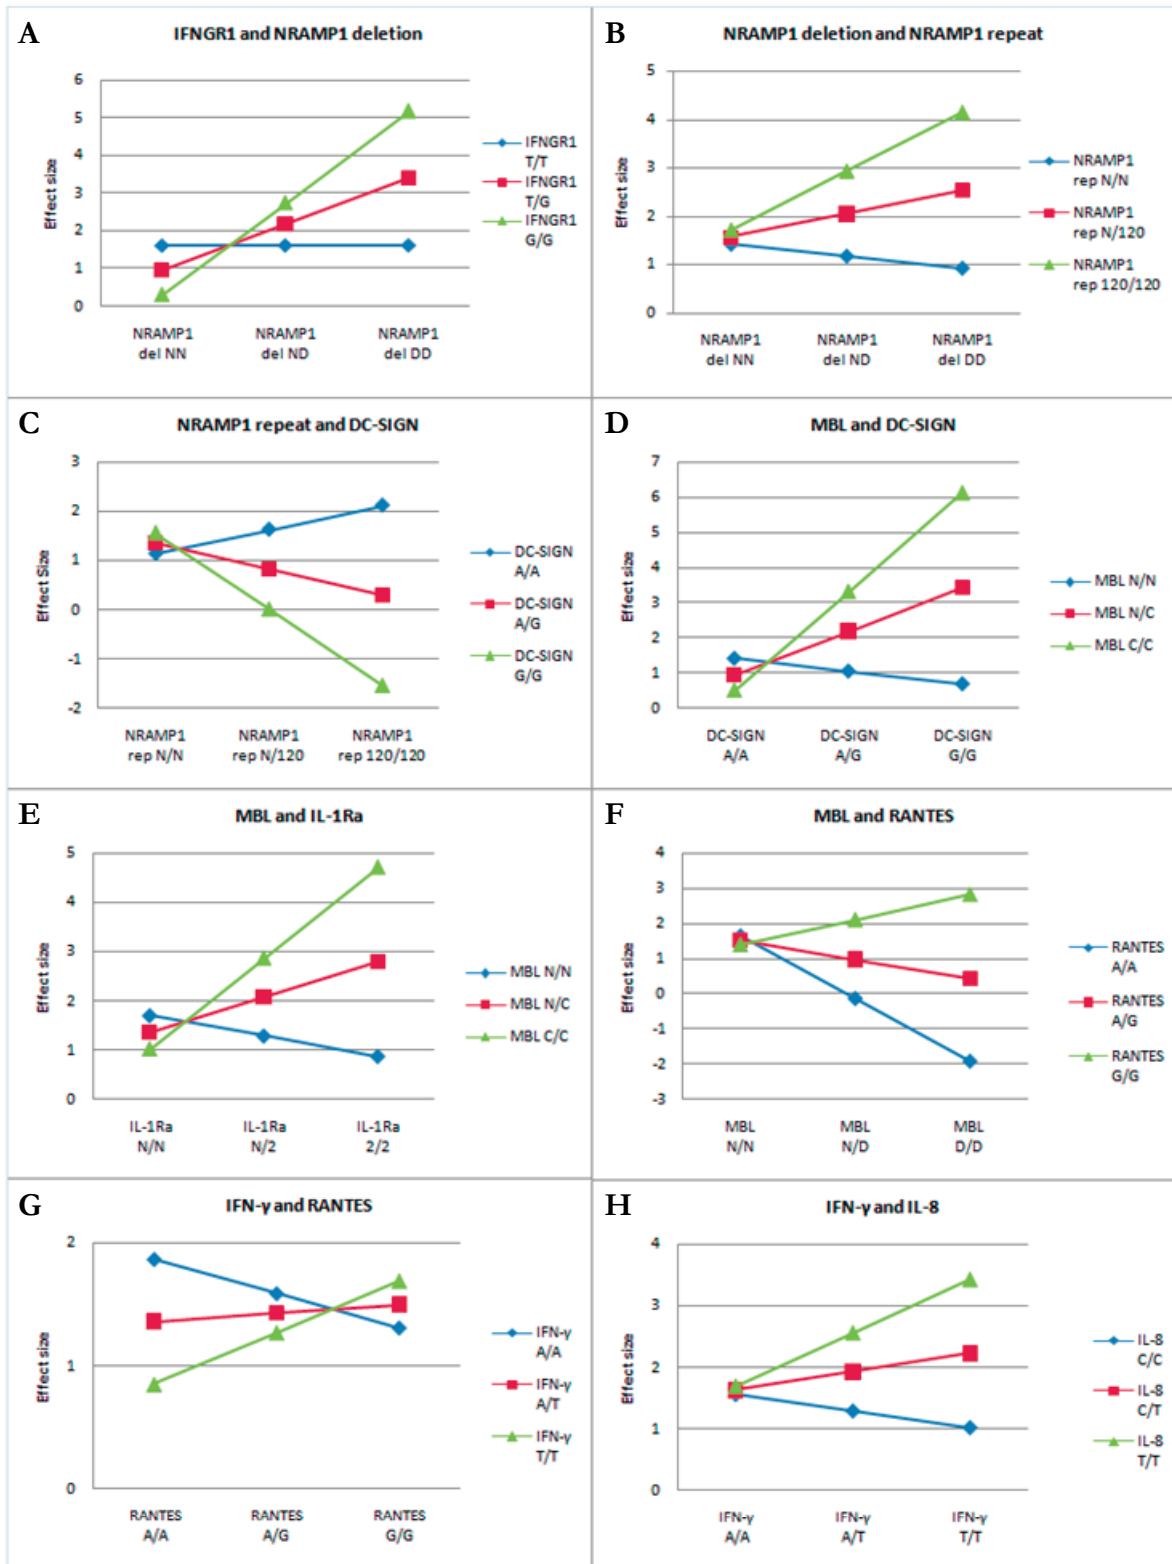 A
IFNGR1 and NRAMP1 deletion
6
5
4
3
2
1
0
Effect size
NRAMP1
del NN
NRAMP1
del ND
NRAMP1
del DD
IFNGR1
T/T
IFNGR1
T/G
IFNGR1
G/G
B
NRAMP1 deletion and NRAMP1 repeat
5
4
3
2
1
0
Effect size
NRAMP1
del NN
NRAMP1
del ND
NRAMP1
del DD
NRAMP1
rep N/N
NRAMP1
rep N/120
NRAMP1
rep 120/120
C
NRAMP1 repeat and DC-SIGN
3
2
1
0
-1
-2
Effect Size
NRAMP1
rep N/N
NRAMP1
rep N/120
NRAMP1
rep 120/120
DC-SIGN
A/A
DC-SIGN
A/G
DC-SIGN
G/G
D
MBL and DC-SIGN
7
6
5
4
3
2
1
0
Effect size
DC-SIGN
A/A
DC-SIGN
A/G
DC-SIGN
G/G
MBL N/N
MBL N/C
MBL C/C
E
MBL and IL-1Ra
5
4
3
2
1
0
Effect size
IL-1Ra
N/N
IL-1Ra
N/2
IL-1Ra
2/2
MBL N/N
MBL N/C
MBL C/C
F
MBL and RANTES
4
3
2
1
0
-1
-2
-3
Effect size
MBL
N/N
MBL
N/D
MBL
D/D
RANTES
A/A
RANTES
A/G
RANTES
G/G
G
IFN-γ and RANTES
2
1
0
Effect size
RANTES
A/A
RANTES
A/G
RANTES
G/G
IFN-γ
A/A
IFN-γ
A/T
IFN-γ
T/T
H
IFN-γ and IL-8
4
3
2
1
0
Effect size
IFN-γ
A/A
IFN-γ
A/T
IFN-γ
T/T
IL-8
C/C
IL-8
C/T
IL-8
T/T